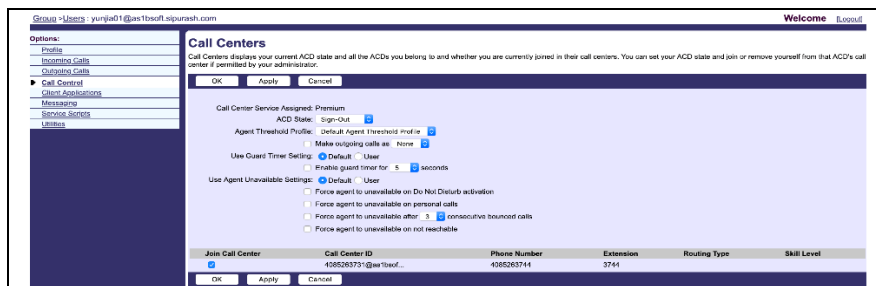 Group >Users : yunjia01@as1bsoft.sipurash.com
Welcome [Logout]
Options:
Profile
Incoming Calls
Outgoing Calls
Call Control
Client Applications
Messaging
Service Scripts
Utilities
Call Centers
Call Centers displays your current ACD state and all the ACDs you belong to and whether you are currently joined in their call centers. You can set your ACD state and join or remove yourself from that ACD's call
center if permitted by your administrator.
OK Apply Cancel
Call Center Service Assigned: Premium
ACD State: Sign-Out
Agent Threshold Profile: Default Agent Threshold Profile
Make outgoing calls as None
Use Guard Timer Setting: Default User
Enable guard timer for 5 seconds
Use Agent Unavailable Settings: Default User
Force agent to unavailable on Do Not Disturb activation
Force agent to unavailable on personal calls
Force agent to unavailable after 3 consecutive bounced calls
Force agent to unavailable on not reachable
Join Call Center Call Center ID Phone Number Extension Routing Type Skill Level
4085263731@as1bsof... 4085263744 3744
OK Apply Cancel